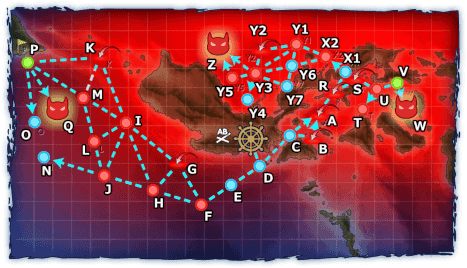 Y2 Y1
P K X2
Z X1
V
Y6 R S
Y5 Y3 U
M Y7
Q Y4 T W
O I A
AB.
L C B
N G D
J E
H F